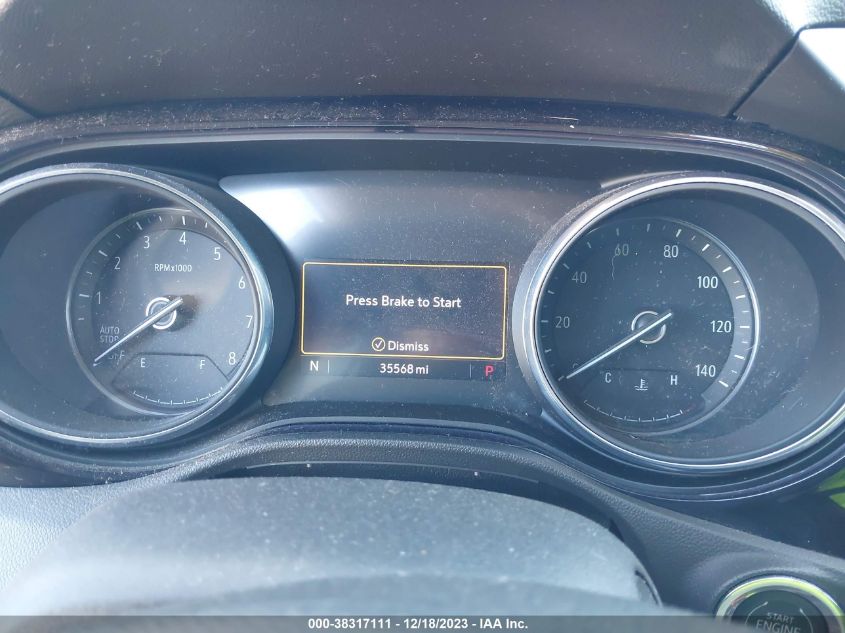 1 2 3 4 5 6 7 8
RPMX1000
AUTO
STOP
E F
Press Brake to Start
Dismiss
N 35568 mi P
20 40 60 80 100 120 140
C H
START
ENGINE
000-38317111 - 12/18/2023 - IAA Inc.